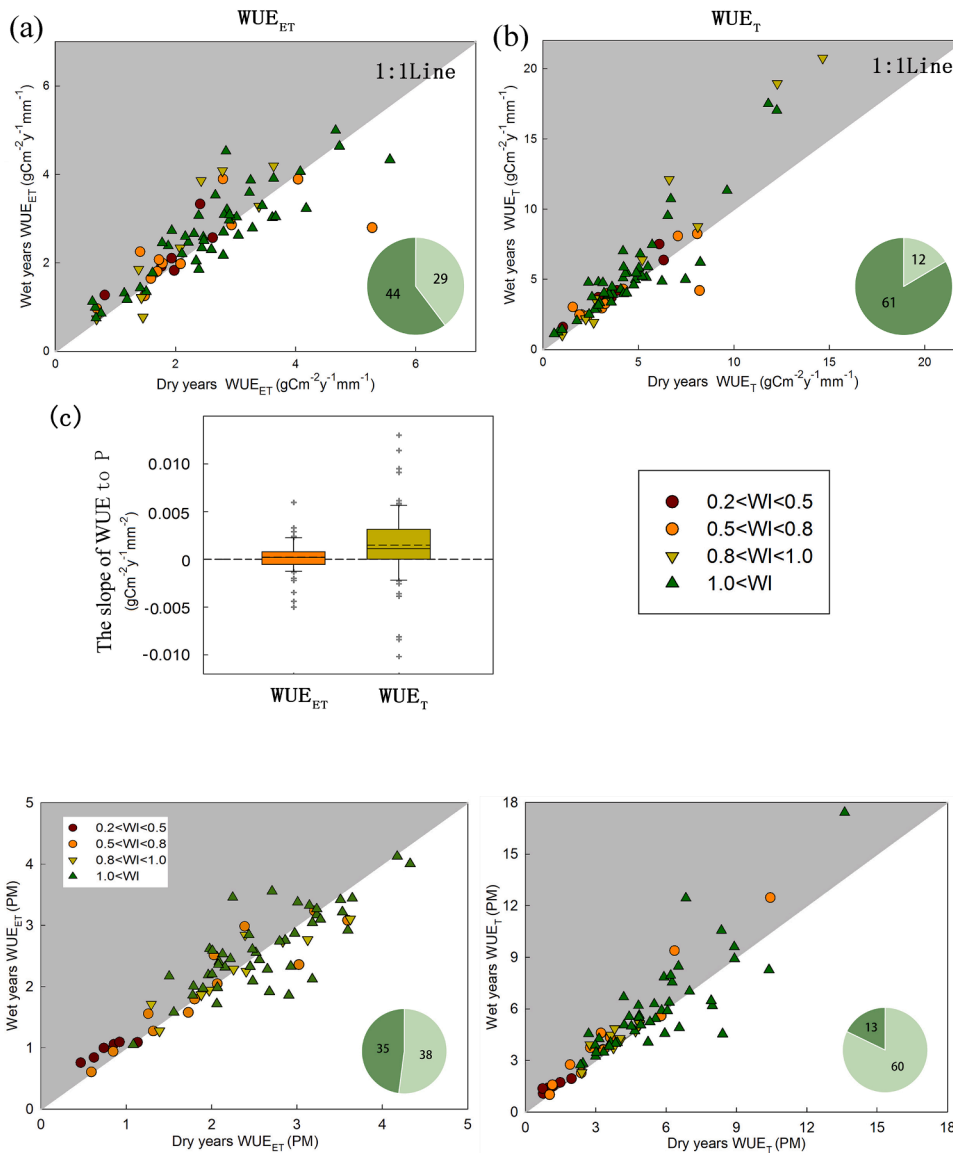 WUE_ET
WUE_T
(a)
(b)
1:1Line
1:1Line
Wet years WUE_ET (gCm⁻²y⁻¹mm⁻¹)
6
4
2
0
44
29
0
2
4
6
Dry years WUE_ET (gCm⁻²y⁻¹mm⁻¹)
Wet years WUE_T (gCm⁻²y⁻¹mm⁻¹)
20
15
10
5
0
12
61
0
5
10
15
20
Dry years WUE_T (gCm⁻²y⁻¹mm⁻¹)
(c)
The slope of WUE to P
(gCm⁻²y⁻¹mm⁻²)
0.010
0.005
0
-0.005
-0.010
WUE_ET
WUE_T
0.2<WI<0.5
0.5<WI<0.8
0.8<WI<1.0
1.0<WI
Wet years WUE_ET (PM)
5
4
3
2
1
0
0.2<WI<0.5
0.5<WI<0.8
0.8<WI<1.0
1.0<WI
35
38
0
1
2
3
4
5
Dry years WUE_ET (PM)
Wet years WUE_T (PM)
18
15
12
9
6
3
0
13
60
0
3
6
9
12
15
18
Dry years WUE_T (PM)